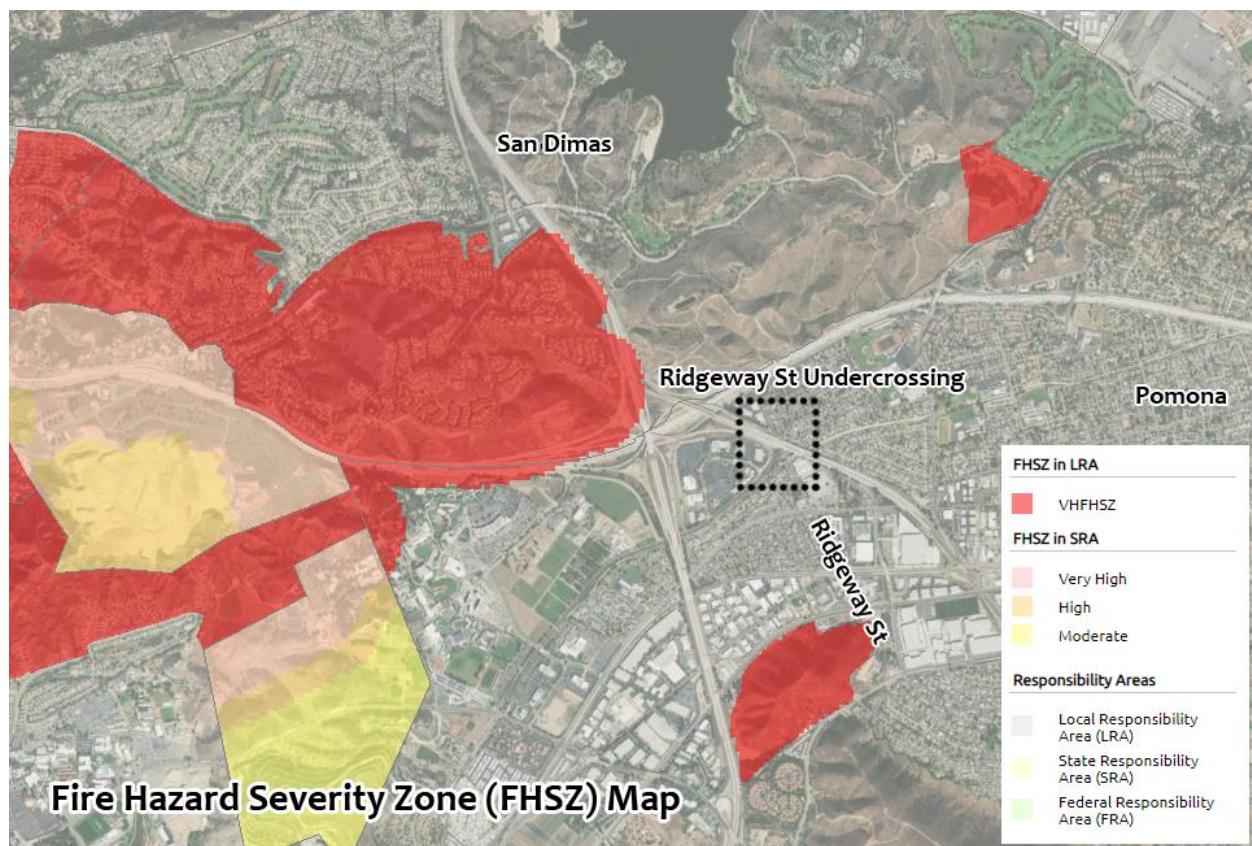 San Dimas
Ridgeway St Undercrossing
Pomona
Ridgeway St
FHSZ in LRA
VHFHSZ
FHSZ in SRA
Very High
High
Moderate
Responsibility Areas
Local Responsibility
Area (LRA)
State Responsibility
Area (SRA)
Federal Responsibility
Area (FRA)
Fire Hazard Severity Zone (FHSZ) Map